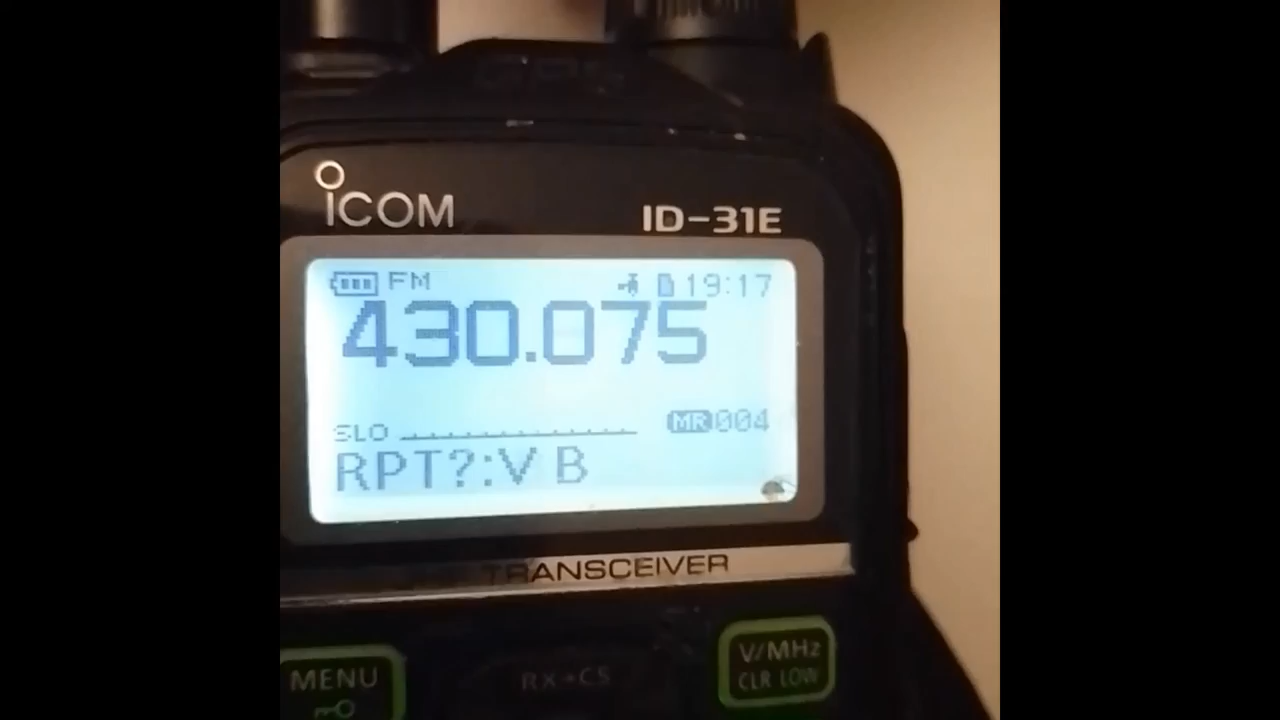 GPS
ICOM
ID-31E
FM 19:17
430.075
SLO MR 004
RPT?:V B
TRANSCEIVER
MENU
RX→CS
V/MHz
CLR LOW